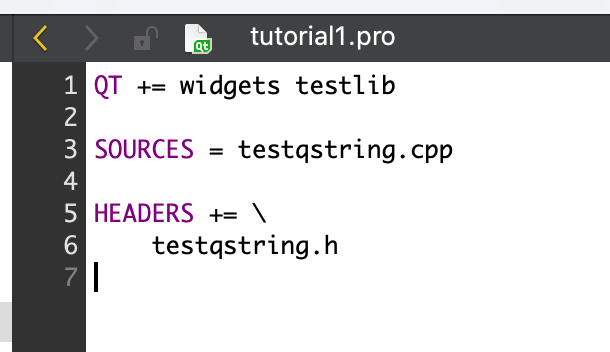 tutorial1.pro
1 QT += widgets testlib
2
3 SOURCES = testqstring.cpp
4
5 HEADERS += \
6     testqstring.h
7